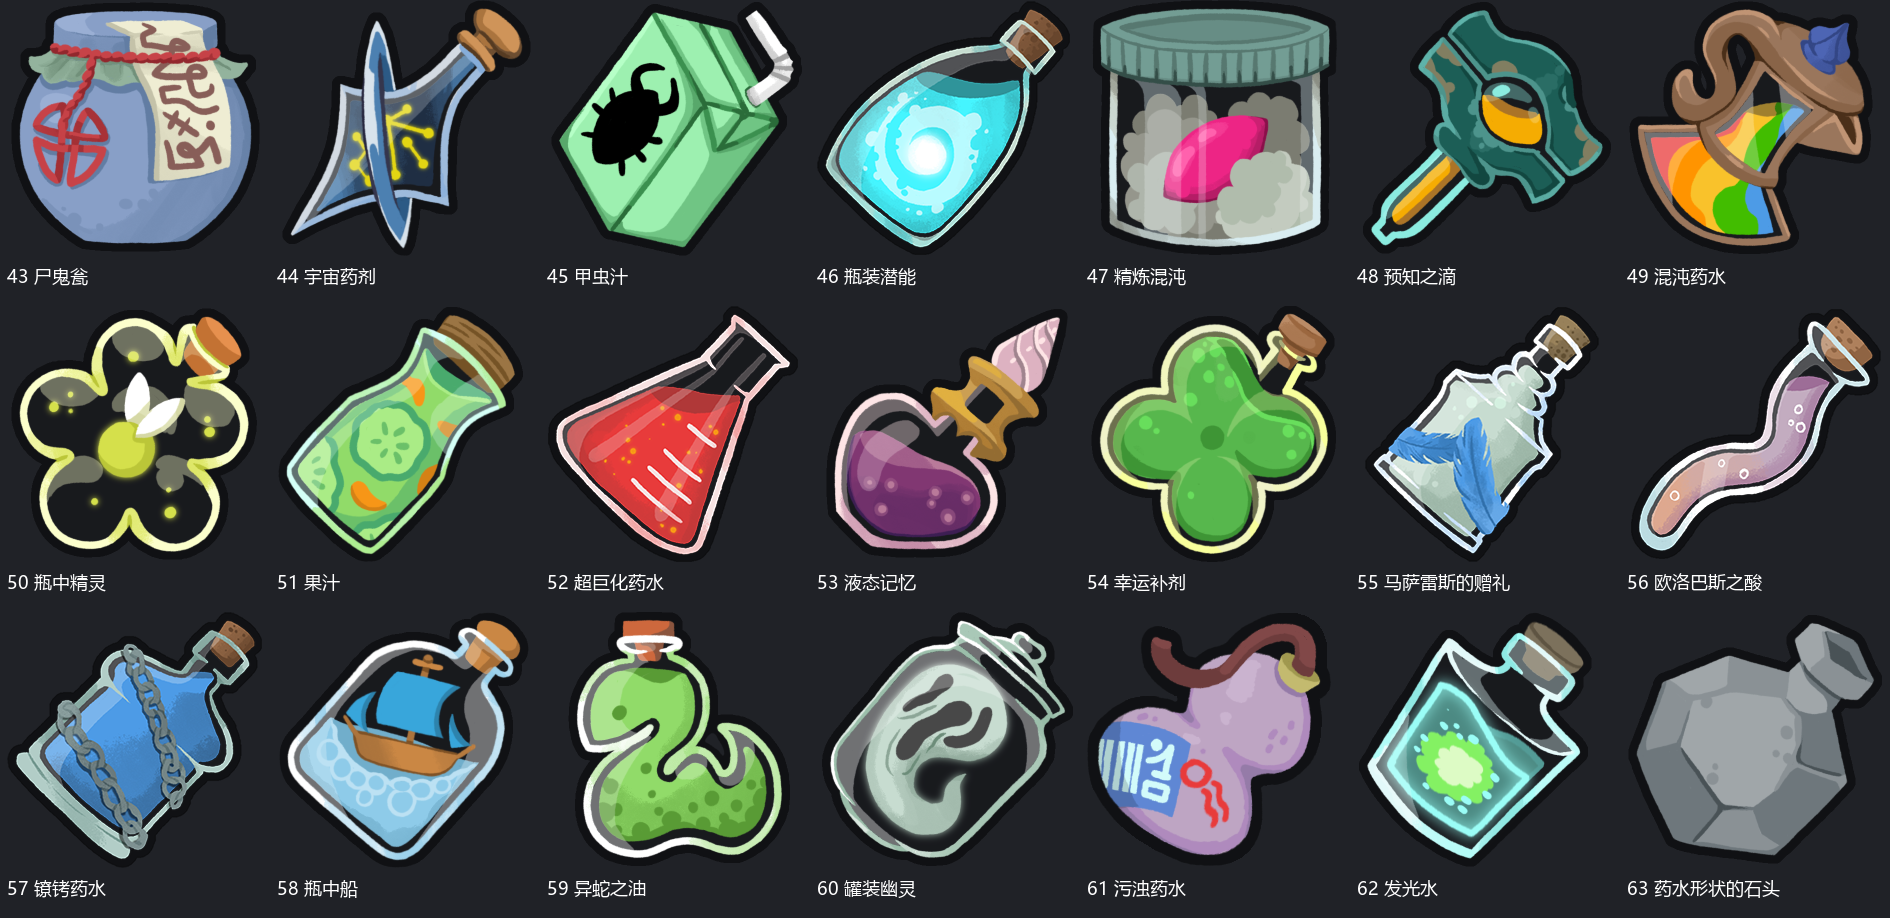 43 尸鬼瓮
44 宇宙药剂
45 甲虫汁
46 瓶装潜能
47 精炼混沌
48 预知之滴
49 混沌药水
50 瓶中精灵
51 果汁
52 超巨化药水
53 液态记忆
54 幸运补剂
55 马萨雷斯的赠礼
56 欧洛巴斯之酸
57 镣铐药水
58 瓶中船
59 异蛇之油
60 罐装幽灵
61 污浊药水
62 发光水
63 药水形状的石头